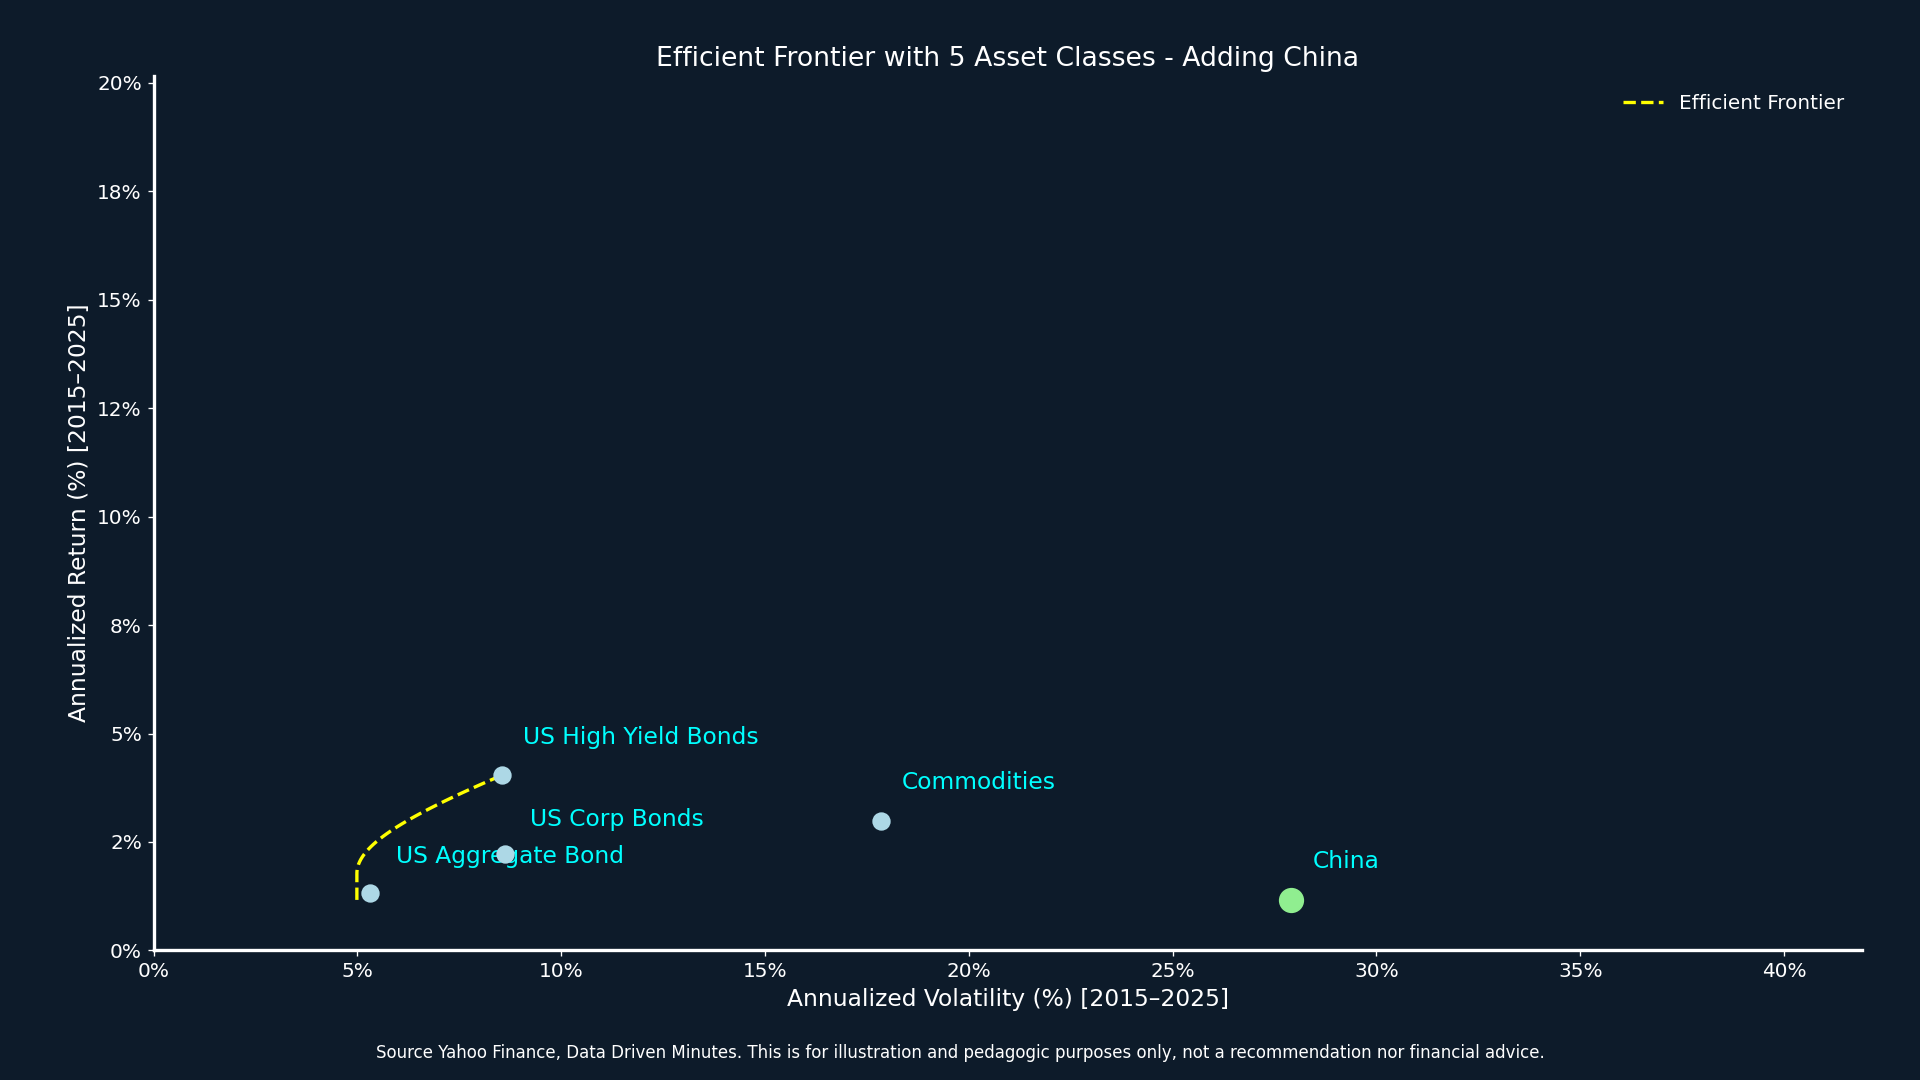 Efficient Frontier with 5 Asset Classes - Adding China
Efficient Frontier
Annualized Return (%) [2015–2025]
20%
18%
15%
12%
10%
8%
5%
2%
0%
US High Yield Bonds
Commodities
US Corp Bonds
US Aggregate Bond
China
0%
5%
10%
15%
20%
25%
30%
35%
40%
Annualized Volatility (%) [2015–2025]
Source Yahoo Finance, Data Driven Minutes. This is for illustration and pedagogic purposes only, not a recommendation nor financial advice.